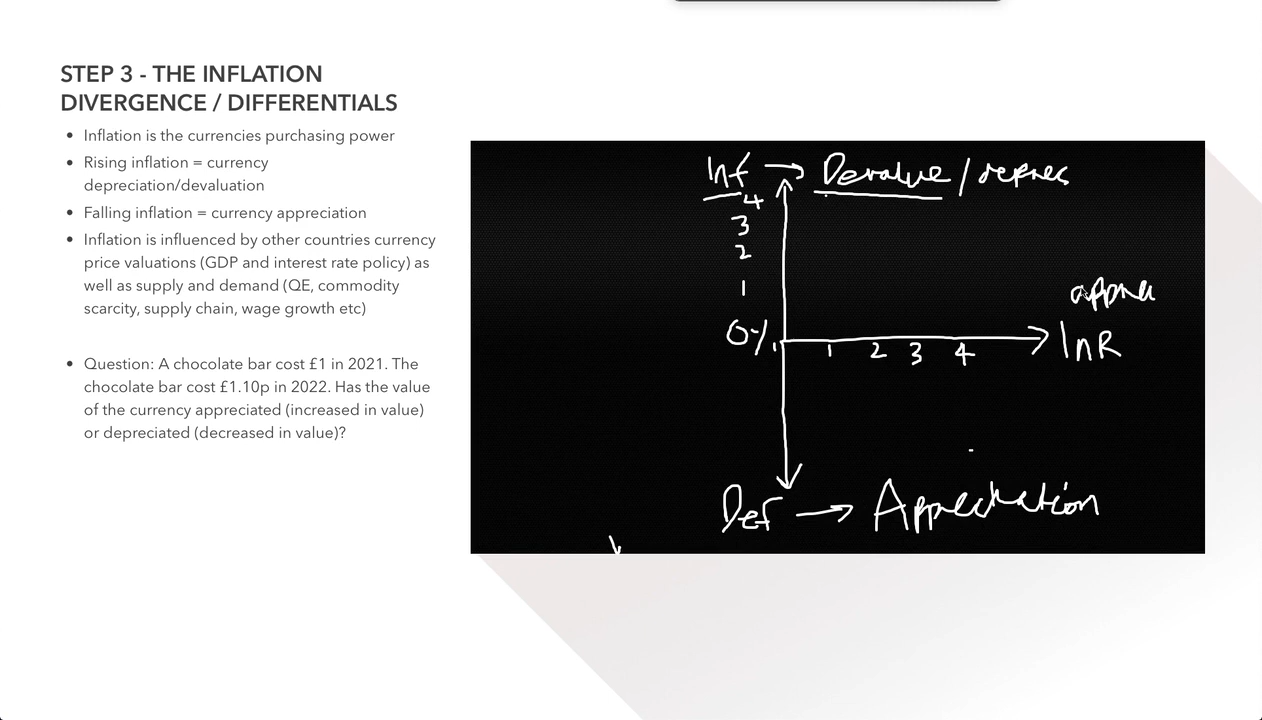 STEP 3 - THE INFLATION
DIVERGENCE / DIFFERENTIALS
• Inflation is the currencies purchasing power
• Rising inflation = currency
depreciation/devaluation
• Falling inflation = currency appreciation
• Inflation is influenced by other countries currency
price valuations (GDP and interest rate policy) as
well as supply and demand (QE, commodity
scarcity, supply chain, wage growth etc)
• Question: A chocolate bar cost £1 in 2021. The
chocolate bar cost £1.10p in 2022. Has the value
of the currency appreciated (increased in value)
or depreciated (decreased in value)?
Inf → Devalue /
4
3
2
1
0%
1 2 3 4
InR
Def →